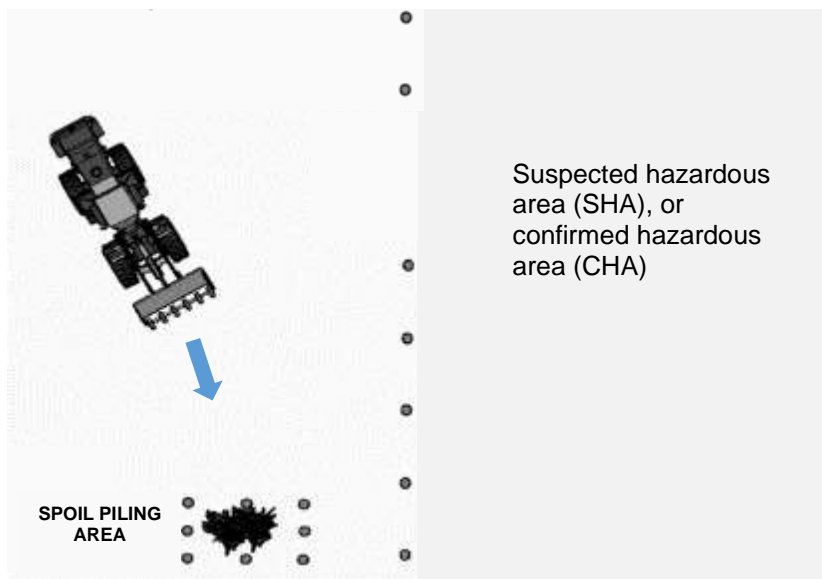 Suspected hazardous
area (SHA), or
confirmed hazardous
area (CHA)
SPOIL PILING
AREA